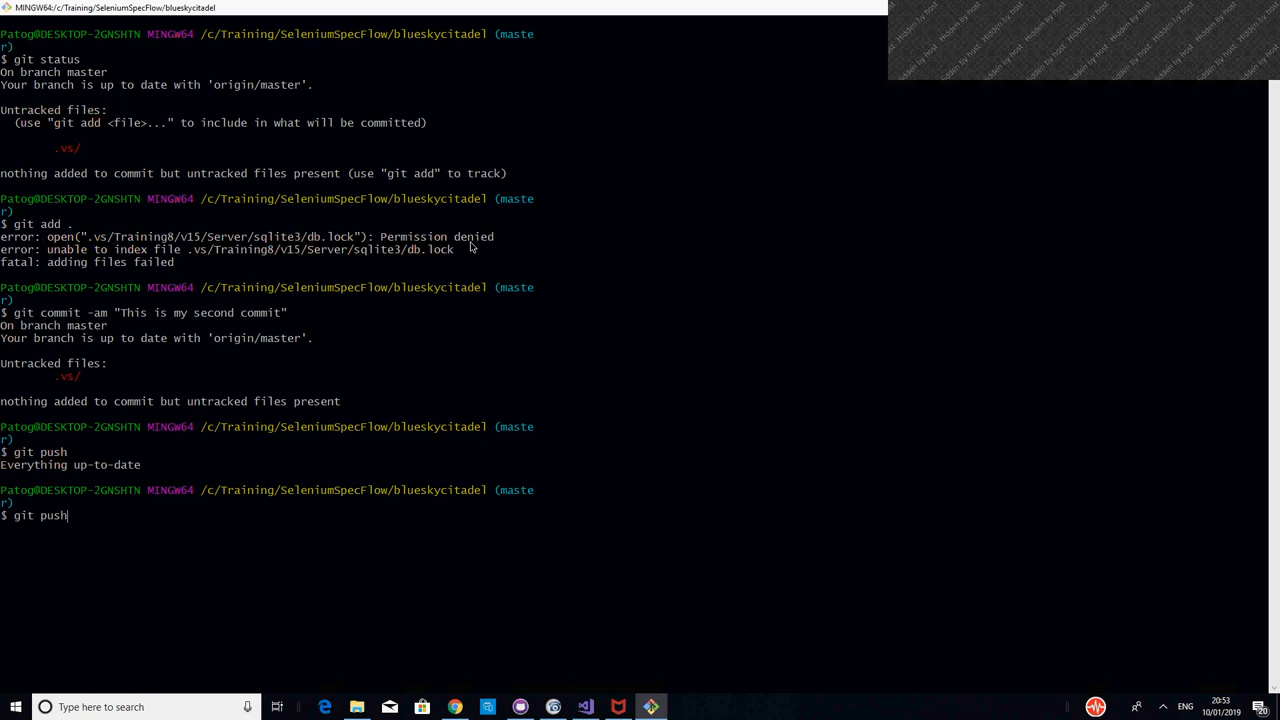 MINGW64:/c/Training/SeleniumSpecFlow/blueskycitadel
Patog@DESKTOP-2GNSHTN MINGW64 /c/Training/SeleniumSpecFlow/blueskycitadel (maste
r)
$ git status
On branch master
Your branch is up to date with 'origin/master'.
Untracked files:
(use "git add <file>..." to include in what will be committed)
.vs/
nothing added to commit but untracked files present (use "git add" to track)
Patog@DESKTOP-2GNSHTN MINGW64 /c/Training/SeleniumSpecFlow/blueskycitadel (maste
r)
$ git add .
error: open(".vs/Training8/v15/Server/sqlite3/db.lock"): Permission denied
error: unable to index file .vs/Training8/v15/Server/sqlite3/db.lock
fatal: adding files failed
Patog@DESKTOP-2GNSHTN MINGW64 /c/Training/SeleniumSpecFlow/blueskycitadel (maste
r)
$ git commit -am "This is my second commit"
On branch master
Your branch is up to date with 'origin/master'.
Untracked files:
.vs/
nothing added to commit but untracked files present
Patog@DESKTOP-2GNSHTN MINGW64 /c/Training/SeleniumSpecFlow/blueskycitadel (maste
r)
$ git push
Everything up-to-date
Patog@DESKTOP-2GNSHTN MINGW64 /c/Training/SeleniumSpecFlow/blueskycitadel (maste
r)
$ git push
Hidden by host
Type here to search
ENG
20:53
10/01/2019
20